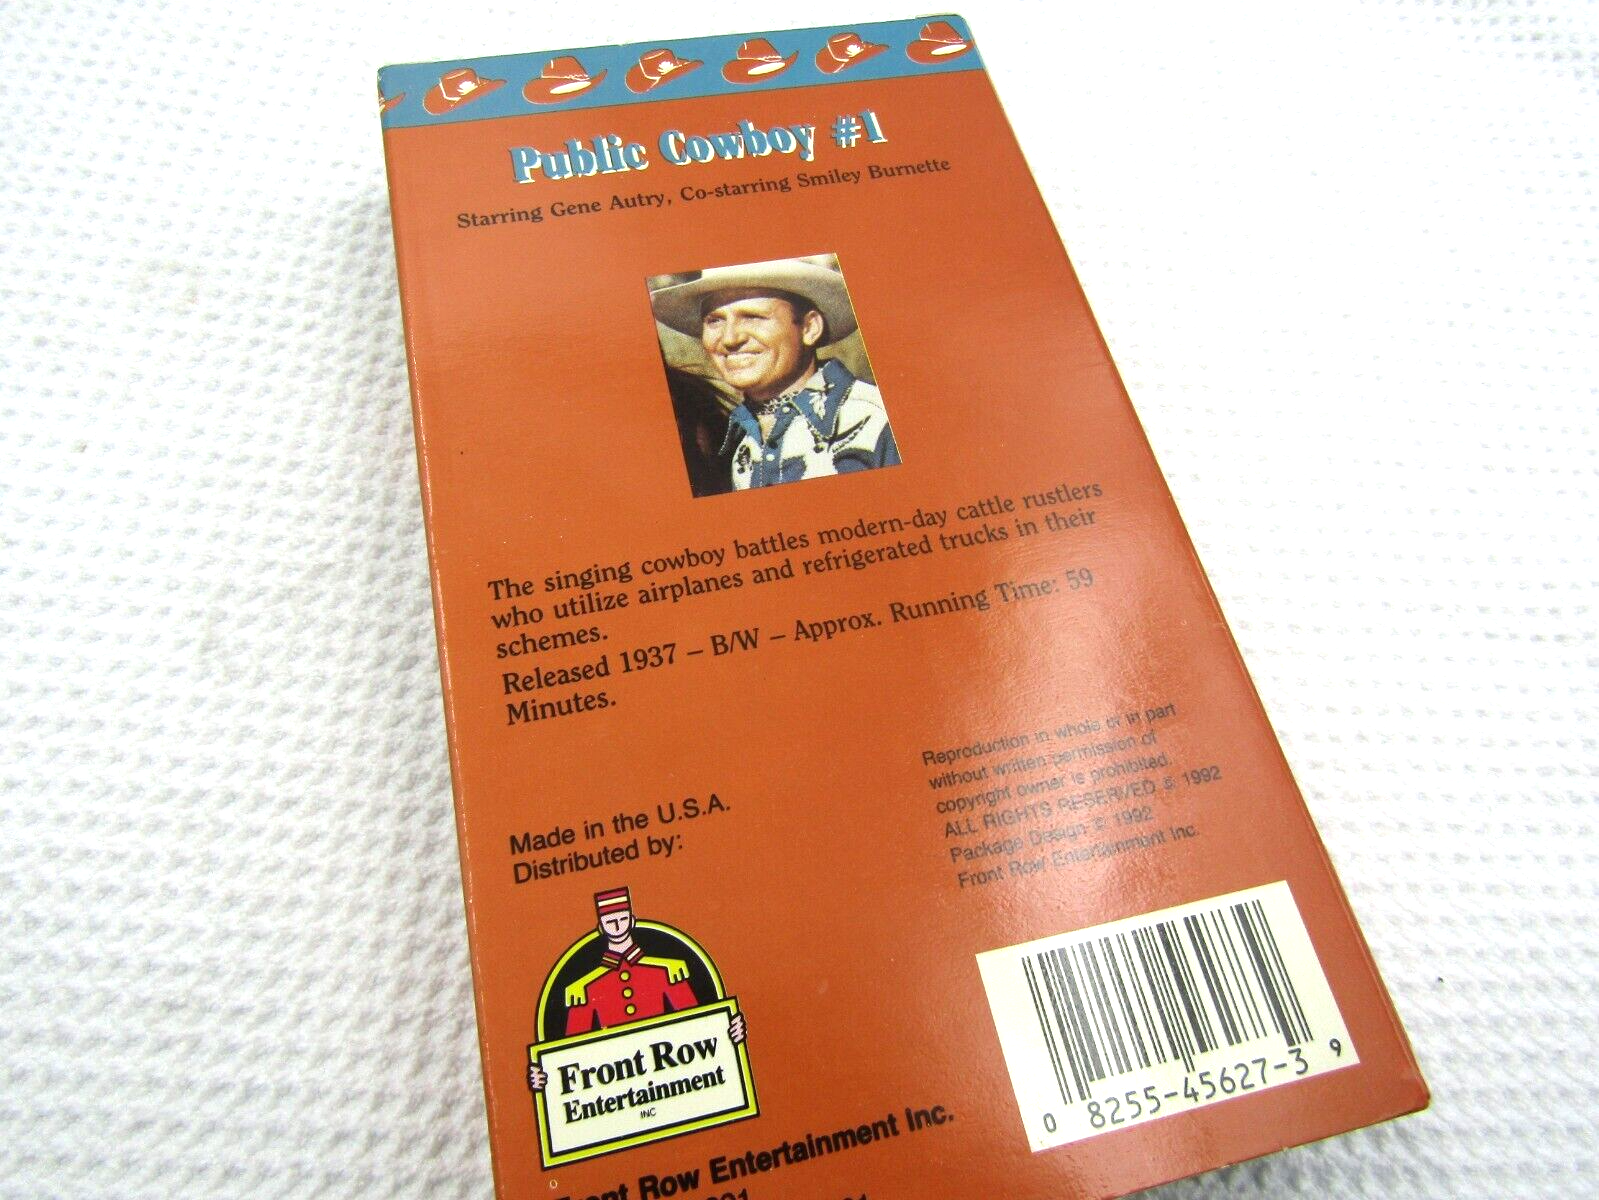 Public Cowboy #1
Starring Gene Autry, Co-starring Smiley Burnette
The singing cowboy battles modern-day cattle rustlers
who utilize airplanes and refrigerated trucks in their
schemes.
Released 1937 – B/W – Approx. Running Time: 59
Minutes.
Reproduction in whole or in part
without written permission of
copyright owner is prohibited.
ALL RIGHTS RESERVED © 1992
Package Design © 1992
Front Row Entertainment Inc.
Made in the U.S.A.
Distributed by:
Front Row
Entertainment
INC
0 8255-45627-3 9
Front Row Entertainment Inc.